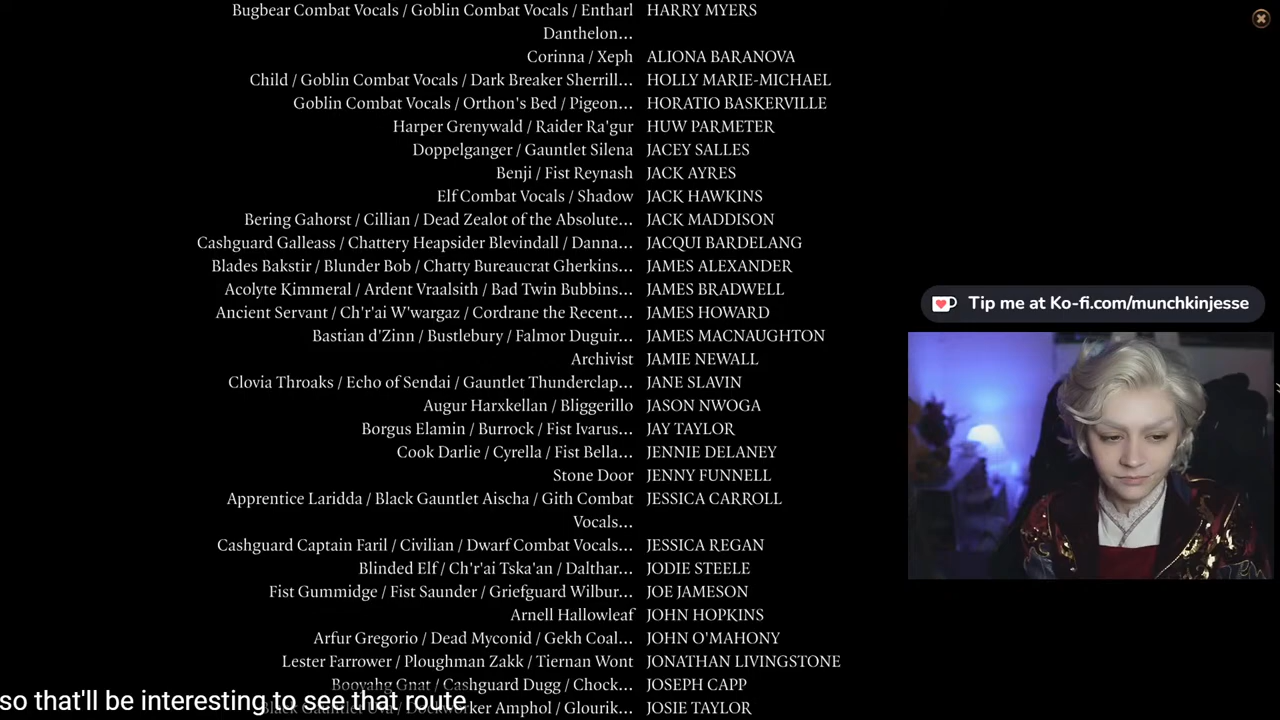 Bugbear Combat Vocals / Goblin Combat Vocals / Entharl HARRY MYERS
Danthelon...
Corinna / Xeph ALIONA BARANOVA
Child / Goblin Combat Vocals / Dark Breaker Sherrill... HOLLY MARIE-MICHAEL
Goblin Combat Vocals / Orthon's Bed / Pigeon... HORATIO BASKERVILLE
Harper Grenywald / Raider Ra'gur HUW PARMETER
Doppelganger / Gauntlet Silena JACEY SALLES
Benji / Fist Reynash JACK AYRES
Elf Combat Vocals / Shadow JACK HAWKINS
Bering Gahorst / Cillian / Dead Zealot of the Absolute... JACK MADDISON
Cashguard Galleass / Chattery Heapsider Blevindall / Danna... JACQUI BARDELANG
Blades Bakstir / Blunder Bob / Chatty Bureaucrat Gherkins... JAMES ALEXANDER
Acolyte Kimmeral / Ardent Vraalsith / Bad Twin Bubbins... JAMES BRADWELL
Ancient Servant / Ch'r'ai W'wargaz / Cordrane the Recent... JAMES HOWARD
Bastian d'Zinn / Bustlebury / Falmor Duguir... JAMES MACNAUGHTON
Archivist JAMIE NEWALL
Clovia Throaks / Echo of Sendai / Gauntlet Thunderclap... JANE SLAVIN
Augur Harxkellan / Bliggerillo JASON NWOGA
Borgus Elamin / Burrock / Fist Ivarus... JAY TAYLOR
Cook Darlie / Cyrella / Fist Bella... JENNIE DELANEY
Stone Door JENNY FUNNELL
Apprentice Laridda / Black Gauntlet Aischa / Gith Combat JESSICA CARROLL
Vocals...
Cashguard Captain Faril / Civilian / Dwarf Combat Vocals... JESSICA REGAN
Blinded Elf / Ch'r'ai Tska'an / Dalthar... JODIE STEELE
Fist Gummidge / Fist Saunder / Griefguard Wilbur... JOE JAMESON
Arnell Hallowleaf JOHN HOPKINS
Arfur Gregorio / Dead Myconid / Gekh Coal... JOHN O'MAHONY
Lester Farrower / Ploughman Zakk / Tiernan Wont JONATHAN LIVINGSTONE
Booyahg Gnat / Cashguard Dugg / Chock... JOSEPH CAPP
Black Gauntlet / Dockworker Amphol / Glourik... JOSIE TAYLOR
so that'll be interesting to see that route
Tip me at Ko-fi.com/munchkinjesse